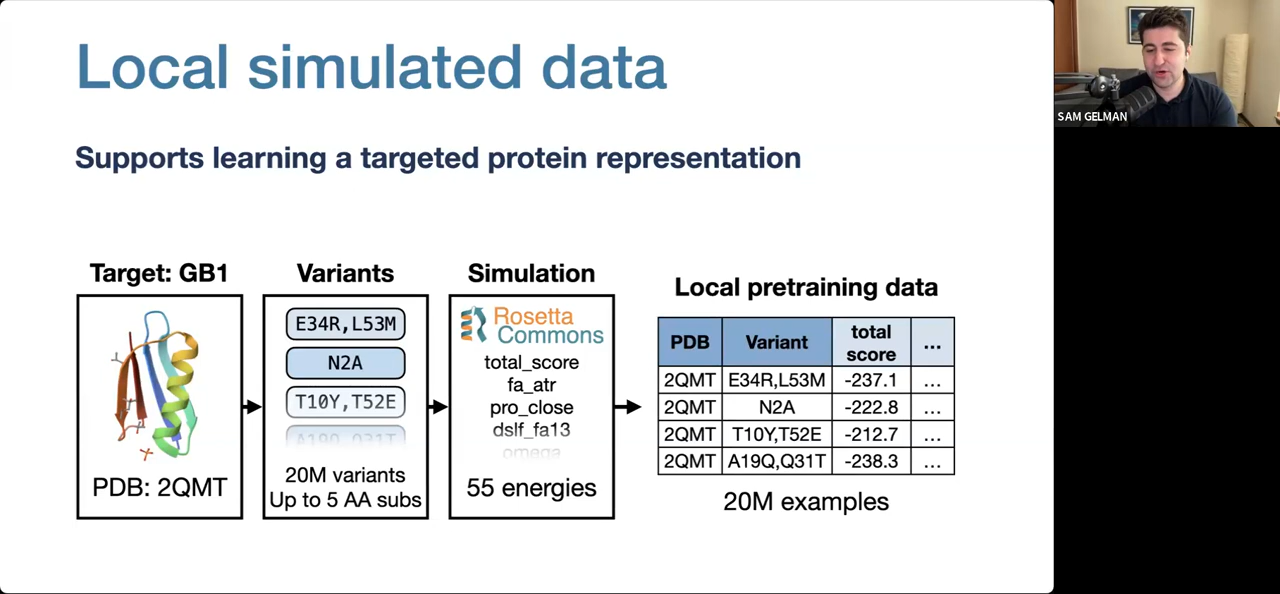 Local simulated data
Supports learning a targeted protein representation
Target: GB1
PDB: 2QMT
Variants
E34R,L53M
N2A
T10Y,T52E
A19Q,Q31T
20M variants
Up to 5 AA subs
Simulation
Rosetta
Commons
total_score
fa_atr
pro_close
dslf_fa13
omega
55 energies
Local pretraining data
PDB Variant total score ...
2QMT E34R,L53M -237.1 ...
2QMT N2A -222.8 ...
2QMT T10Y,T52E -212.7 ...
2QMT A19Q,Q31T -238.3 ...
20M examples
SAM GELMAN